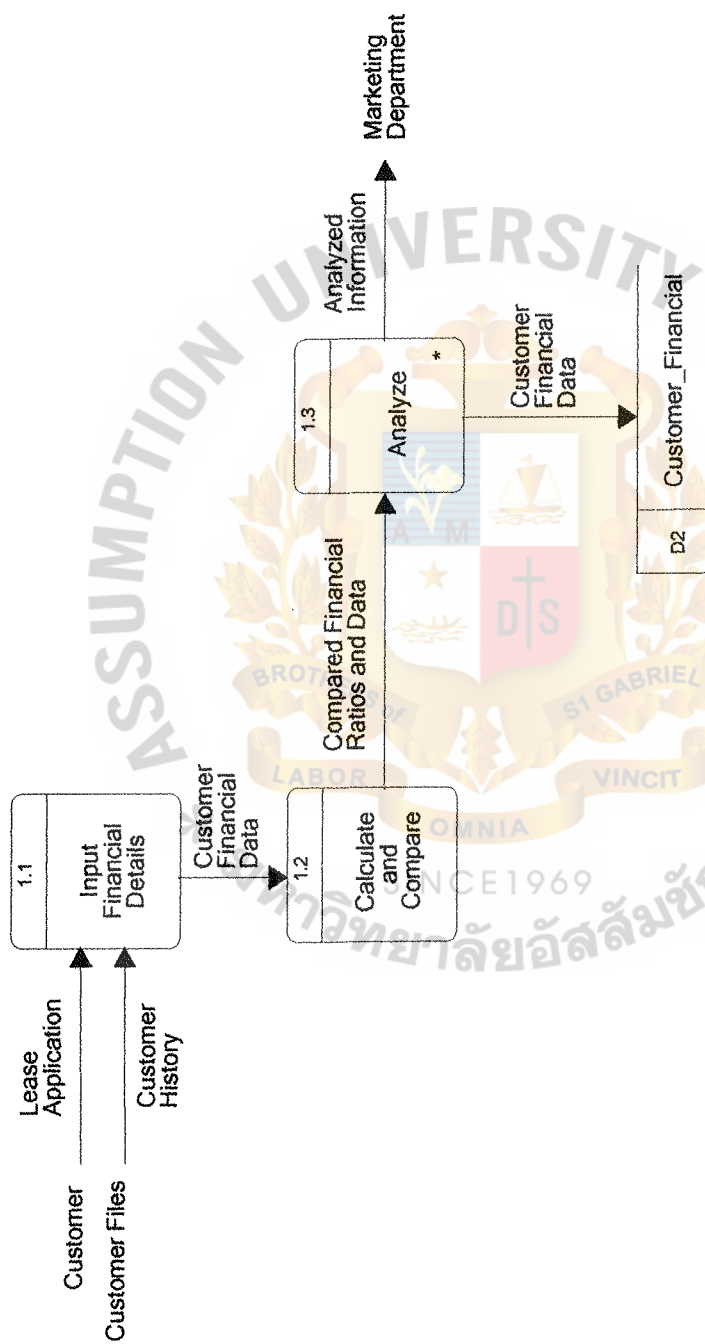 Customer
Customer Files
Lease
Application
Customer
History
1.1
Input
Financial
Details
Customer
Financial
Data
1.2
Calculate
and
Compare
Compared Financial
Ratios and Data
1.3
Analyze
*
Analyzed
Information
Marketing
Department
Customer
Financial
Data
D2
Customer_Financial
ASSUMPTION UNIVERSITY
A M
D S
BROTHERS of
S1 GABRIEL
LABOR
OMNIA
VINCIT
SINCE1969